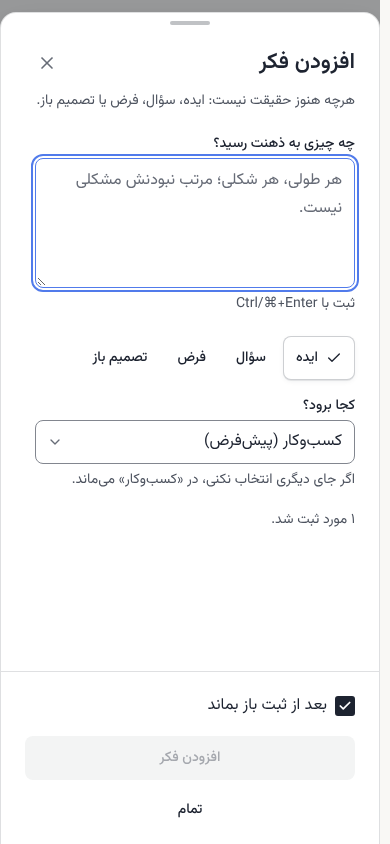 افزودن فکر
هرچه هنوز حقیقت نیست: ایده، سؤال، فرض یا تصمیم باز.
چه چیزی به ذهنت رسید؟
هر طولی، هر شکلی؛ مرتب نبودنش مشکلی
نیست.
ثبت با Ctrl/⌘+Enter
ایده
سؤال
فرض
تصمیم باز
کجا برود؟
کسب‌وکار (پیش‌فرض)
اگر جای دیگری انتخاب نکنی، در «کسب‌وکار» می‌ماند.
۱ مورد ثبت شد.
بعد از ثبت باز بماند
افزودن فکر
تمام